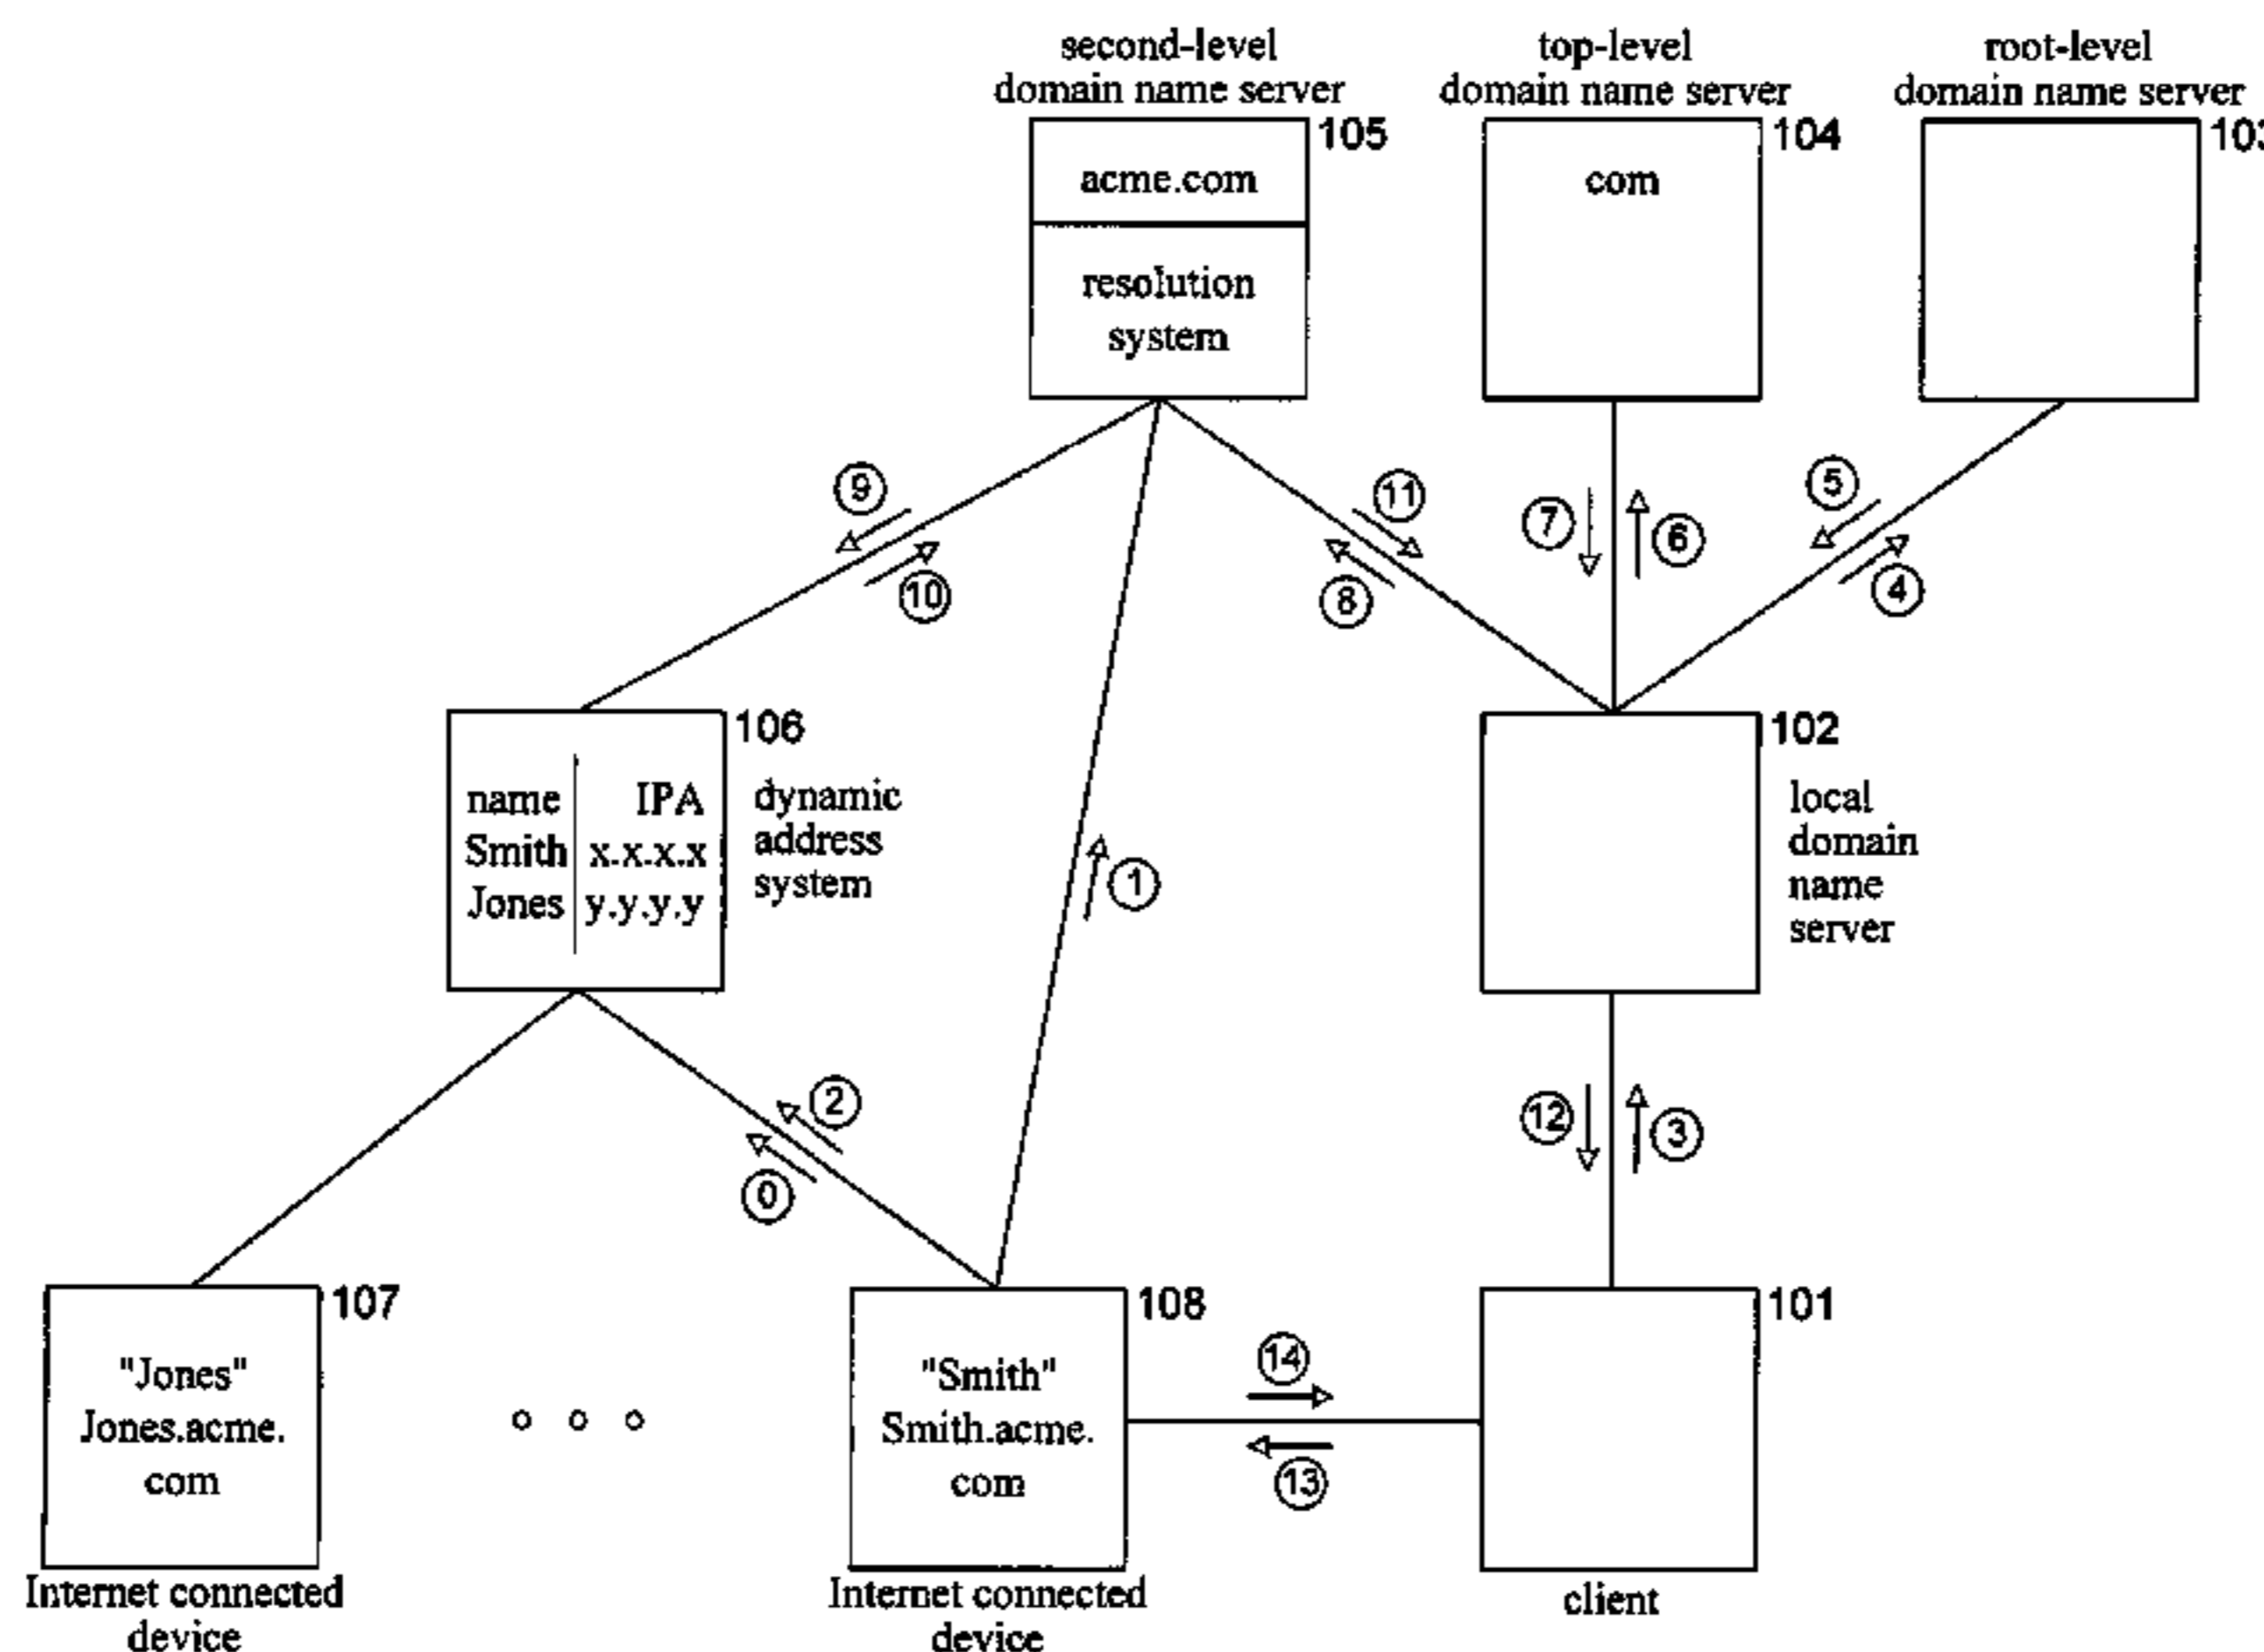 second-level
domain name server
top-level
domain name server
root-level
domain name server
105
104
103
acme.com
com
resolution
system
9
10
11
8
7
6
5
4
106
102
name IPA
Smith x.x.x.x
Jones y.y.y.y
dynamic
address
system
local
domain
name
server
1
2
0
12
3
107
108
101
"Jones"
Jones.acme.
com
"Smith"
Smith.acme.
com
14
13
Internet connected
device
Internet connected
device
client